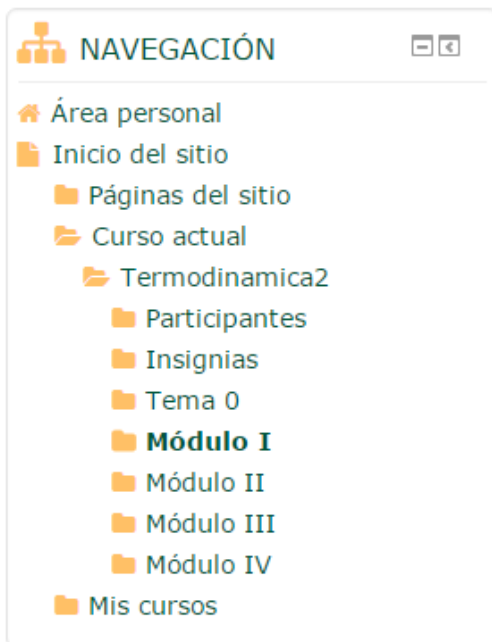 NAVEGACIÓN
Área personal
Inicio del sitio
Páginas del sitio
Curso actual
Termodinamica2
Participantes
Insignias
Tema 0
Módulo I
Módulo II
Módulo III
Módulo IV
Mis cursos